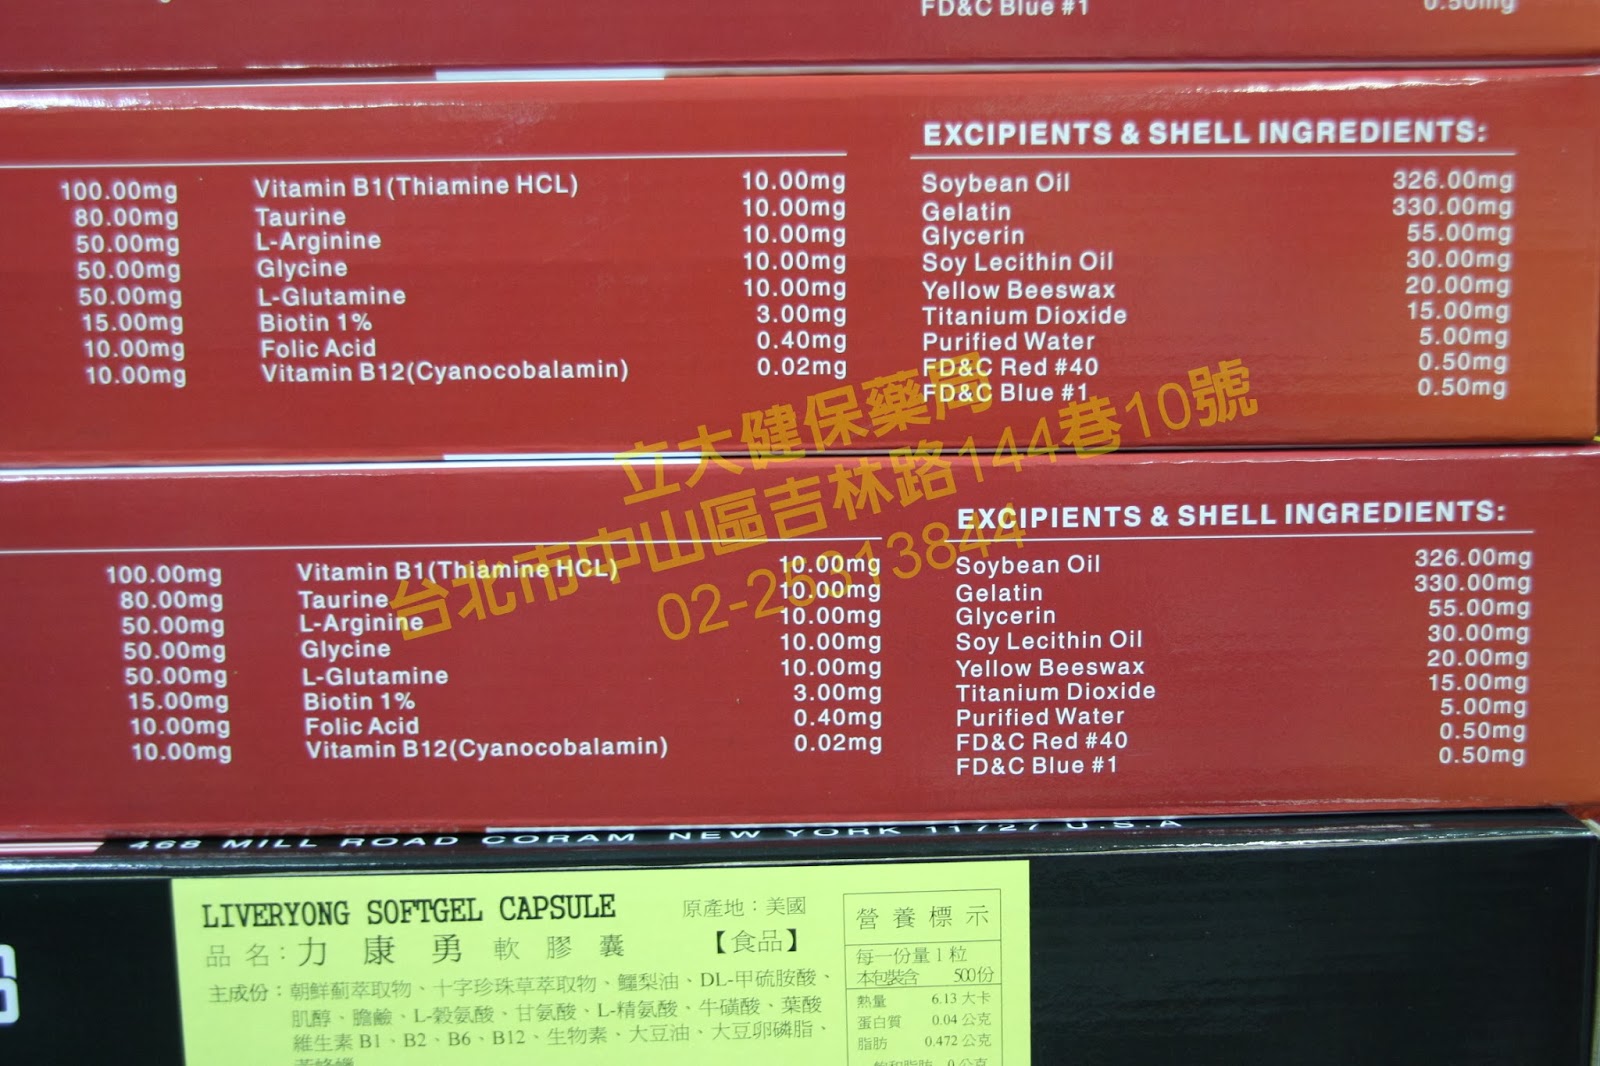 FD&C Blue #1 0.50mg
EXCIPIENTS & SHELL INGREDIENTS:
100.00mg Vitamin B1(Thiamine HCL) 10.00mg Soybean Oil 326.00mg
80.00mg Taurine 10.00mg Gelatin 330.00mg
50.00mg L-Arginine 10.00mg Glycerin 55.00mg
50.00mg Glycine 10.00mg Soy Lecithin Oil 30.00mg
50.00mg L-Glutamine 10.00mg Yellow Beeswax 20.00mg
15.00mg Biotin 1% 3.00mg Titanium Dioxide 15.00mg
10.00mg Folic Acid 0.40mg Purified Water 5.00mg
10.00mg Vitamin B12(Cyanocobalamin) 0.02mg FD&C Red #40 0.50mg
FD&C Blue #1 0.50mg
立大健保藥局
台北市中山區吉林路144巷10號
02-25313844
EXCIPIENTS & SHELL INGREDIENTS:
100.00mg Vitamin B1(Thiamine HCL) 10.00mg Soybean Oil 326.00mg
80.00mg Taurine 10.00mg Gelatin 330.00mg
50.00mg L-Arginine 10.00mg Glycerin 55.00mg
50.00mg Glycine 10.00mg Soy Lecithin Oil 30.00mg
50.00mg L-Glutamine 10.00mg Yellow Beeswax 20.00mg
15.00mg Biotin 1% 3.00mg Titanium Dioxide 15.00mg
10.00mg Folic Acid 0.40mg Purified Water 5.00mg
10.00mg Vitamin B12(Cyanocobalamin) 0.02mg FD&C Red #40 0.50mg
FD&C Blue #1 0.50mg
468 MILL ROAD CORAM NEW YORK 11727 U.S.A
LIVERYONG SOFTGEL CAPSULE 原產地：美國
品名：力康勇軟膠囊 【食品】
主成份：朝鮮薊萃取物、十字珍珠草萃取物、鱷梨油、DL-甲硫胺酸、
肌醇、膽鹼、L-穀氨酸、甘氨酸、L-精氨酸、牛磺酸、葉酸
維生素 B1、B2、B6、B12、生物素、大豆油、大豆卵磷脂、
營養標示
每一份量1粒
本包裝含 500份
熱量 6.13 大卡
蛋白質 0.04 公克
脂肪 0.472 公克
飽和脂肪 0 公克